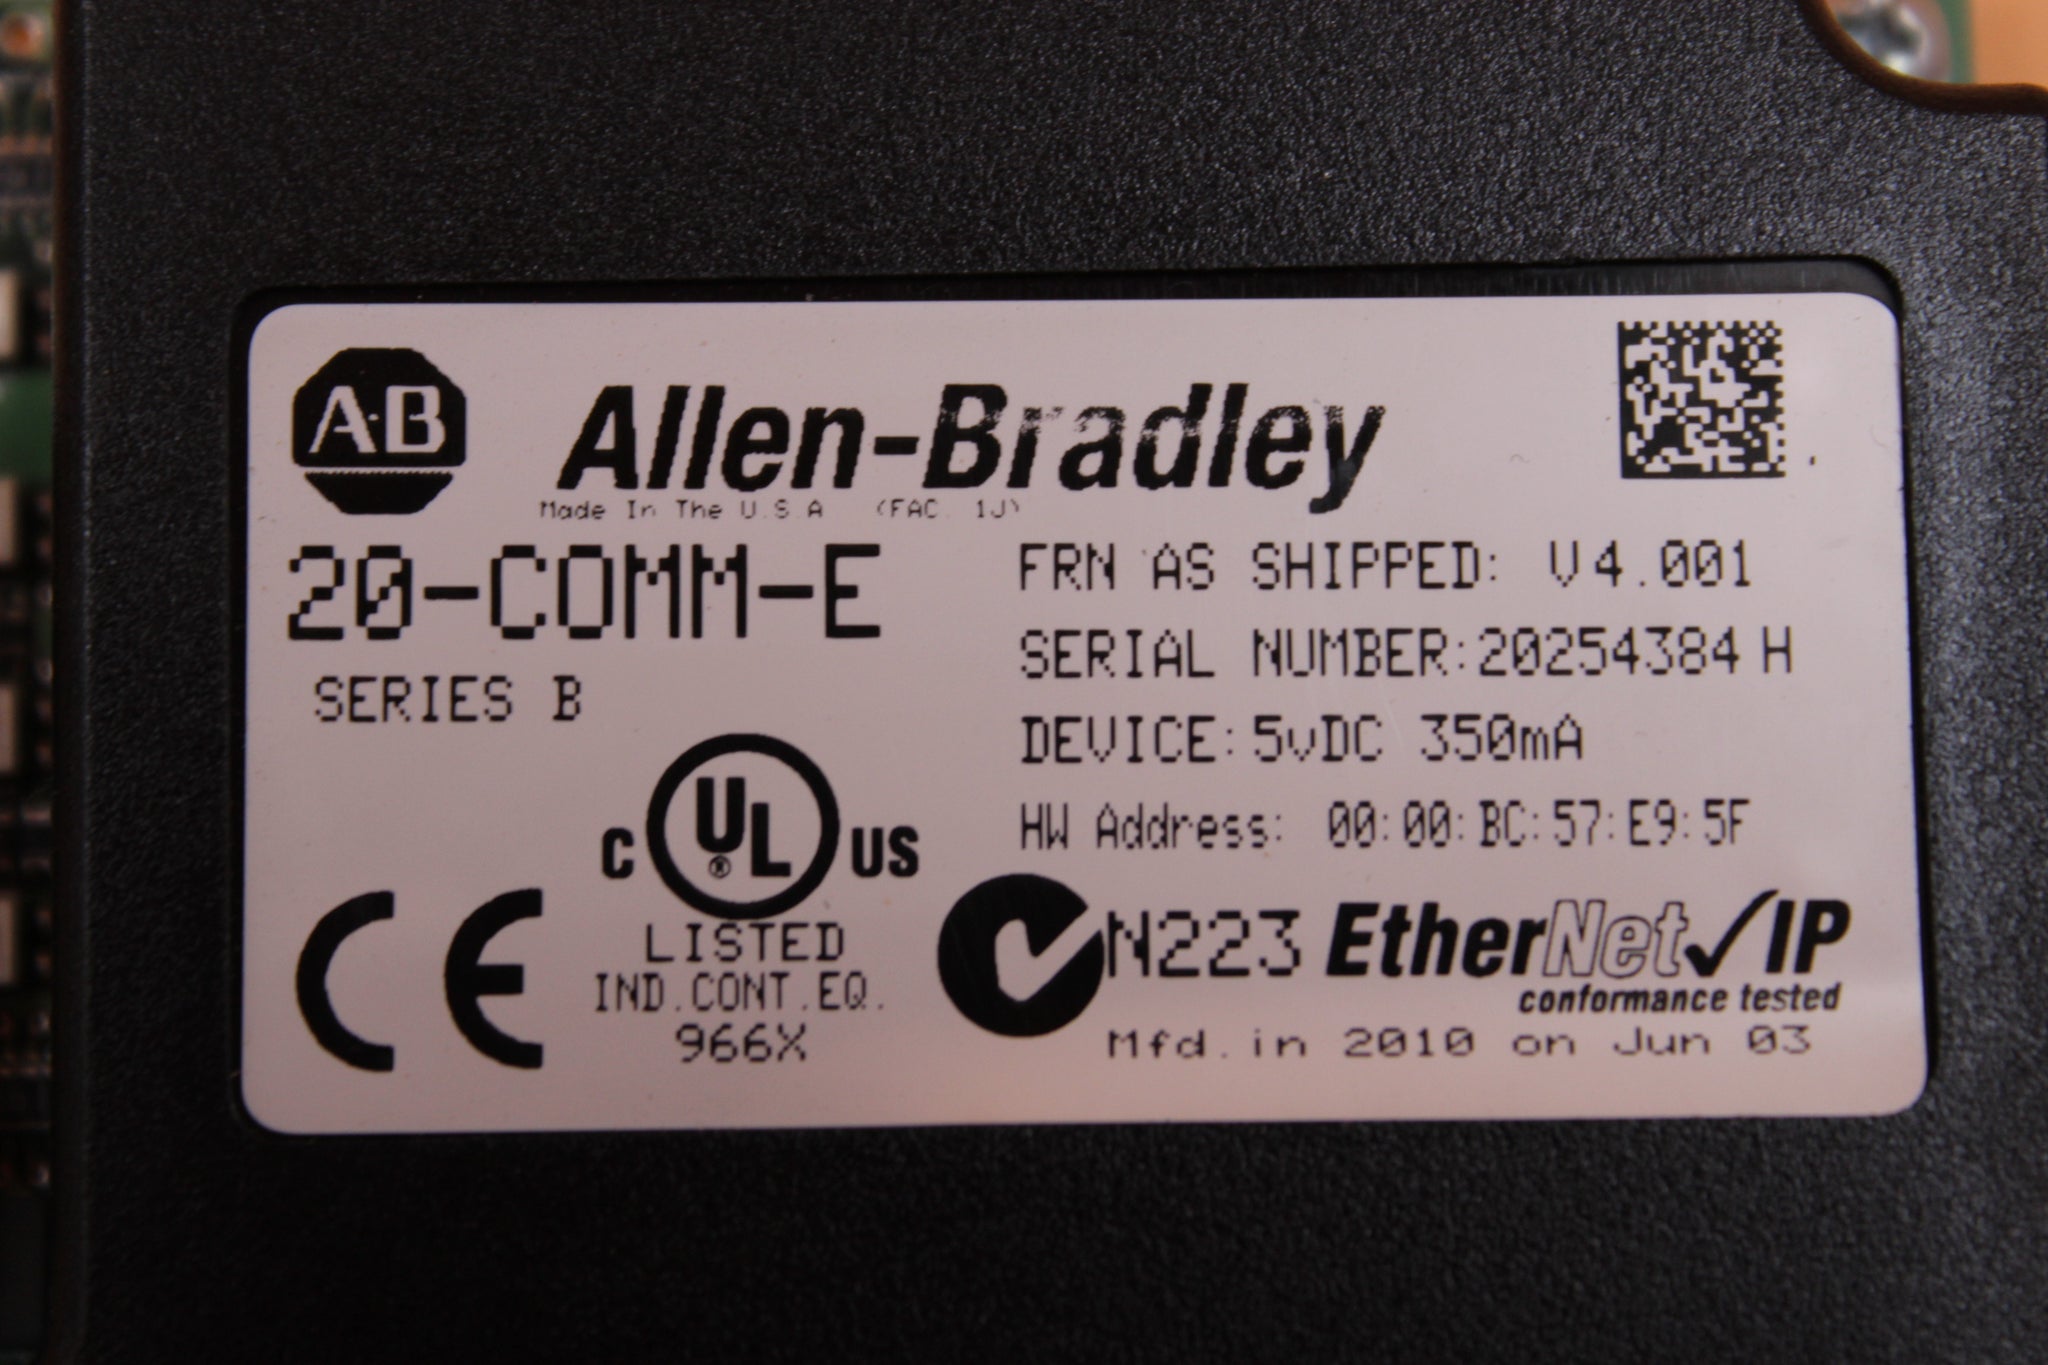 A·B
Allen-Bradley
Made In The U.S.A (FAC. 1J)
20-COMM-E
SERIES B
FRN AS SHIPPED: V4.001
SERIAL NUMBER:20254384 H
DEVICE:5vDC 350mA
HW Address: 00:00:BC:57:E9:5F
C UL® US
LISTED
IND.CONT.EQ.
966X
CE
N223
EtherNet/IP
conformance tested
Mfd.in 2010 on Jun 03